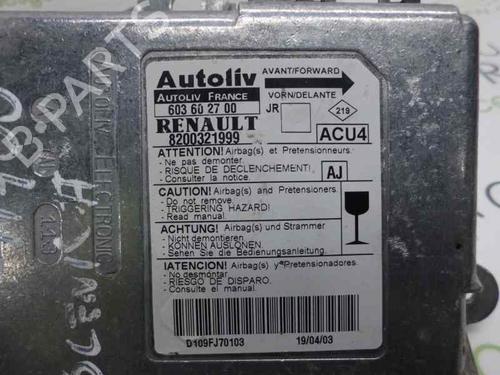 Autoliv
AVANT/FORWARD
AUTOLIV FRANCE
VORN/DELANTE
603 60 27 00
JR
219
RENAULT
ACU4
8200321999
ATTENTION! Airbag(s) et Pretensionneurs.
- Ne pas demonter.
- RISQUE DE DECLENCHEMENT!
- Consulter la notice.
AJ
CAUTION! Airbag(s) and Pretensioners.
- Do not remove.
- TRIGGERING HAZARD!
- Read manual.
ACHTUNG! Airbag(s) und Strammer
- Nicht demontieren
- KÖNNEN AUSLÖNSEN
- Sehen Sie die Bedienungsanleitung.
¡ATENCION! Airbag(s) y Pretensionadores.
- No desmontar
- RIESGO DE DISPARO.
- Consulte el manual.
D109FJ70103
19/04/03
AUTOLIV ELECTRONIC
B-PARTS